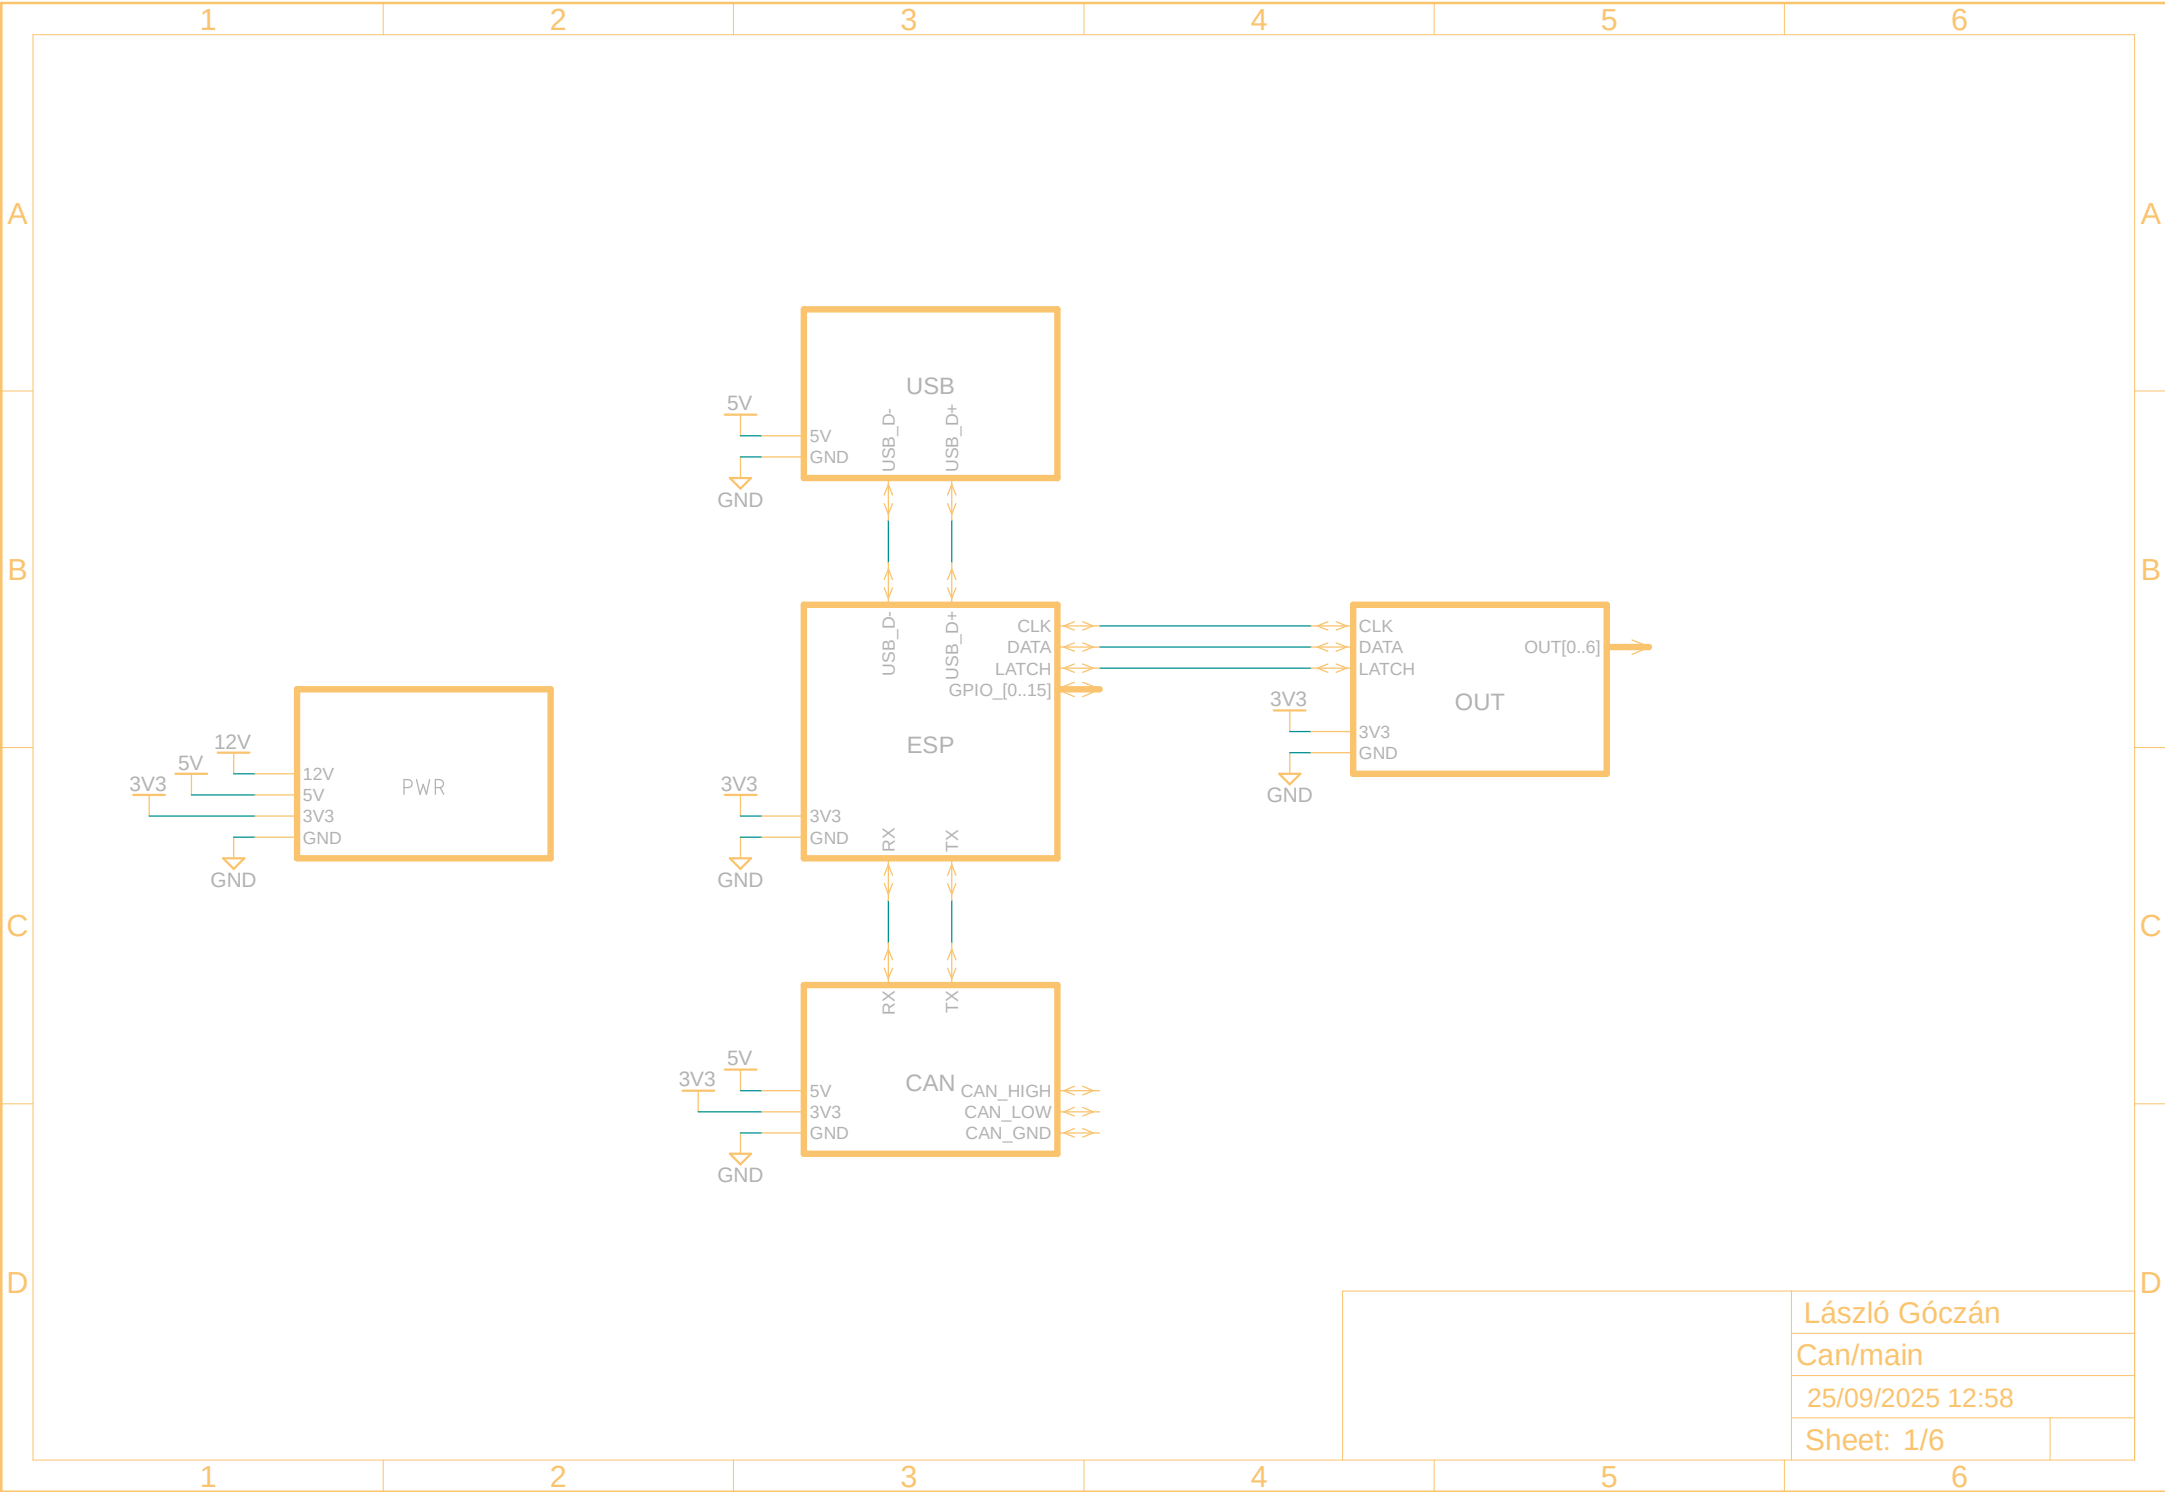 1 2 3 4 5 6
A A
USB
5V
USB_D-
USB_D+
5V
GND
GND
B B
USB_D-
USB_D+
CLK
DATA
LATCH
GPIO_[0..15]
CLK
DATA
LATCH
OUT[0..6]
OUT
3V3
3V3
GND
GND
ESP
12V
5V
3V3
12V
5V
3V3
GND
PWR
GND
3V3
3V3
GND
RX
TX
GND
C C
RX
TX
CAN
5V
3V3
5V
3V3
GND
CAN_HIGH
CAN_LOW
CAN_GND
GND
D D
László Góczán
Can/main
25/09/2025 12:58
Sheet: 1/6
1 2 3 4 5 6